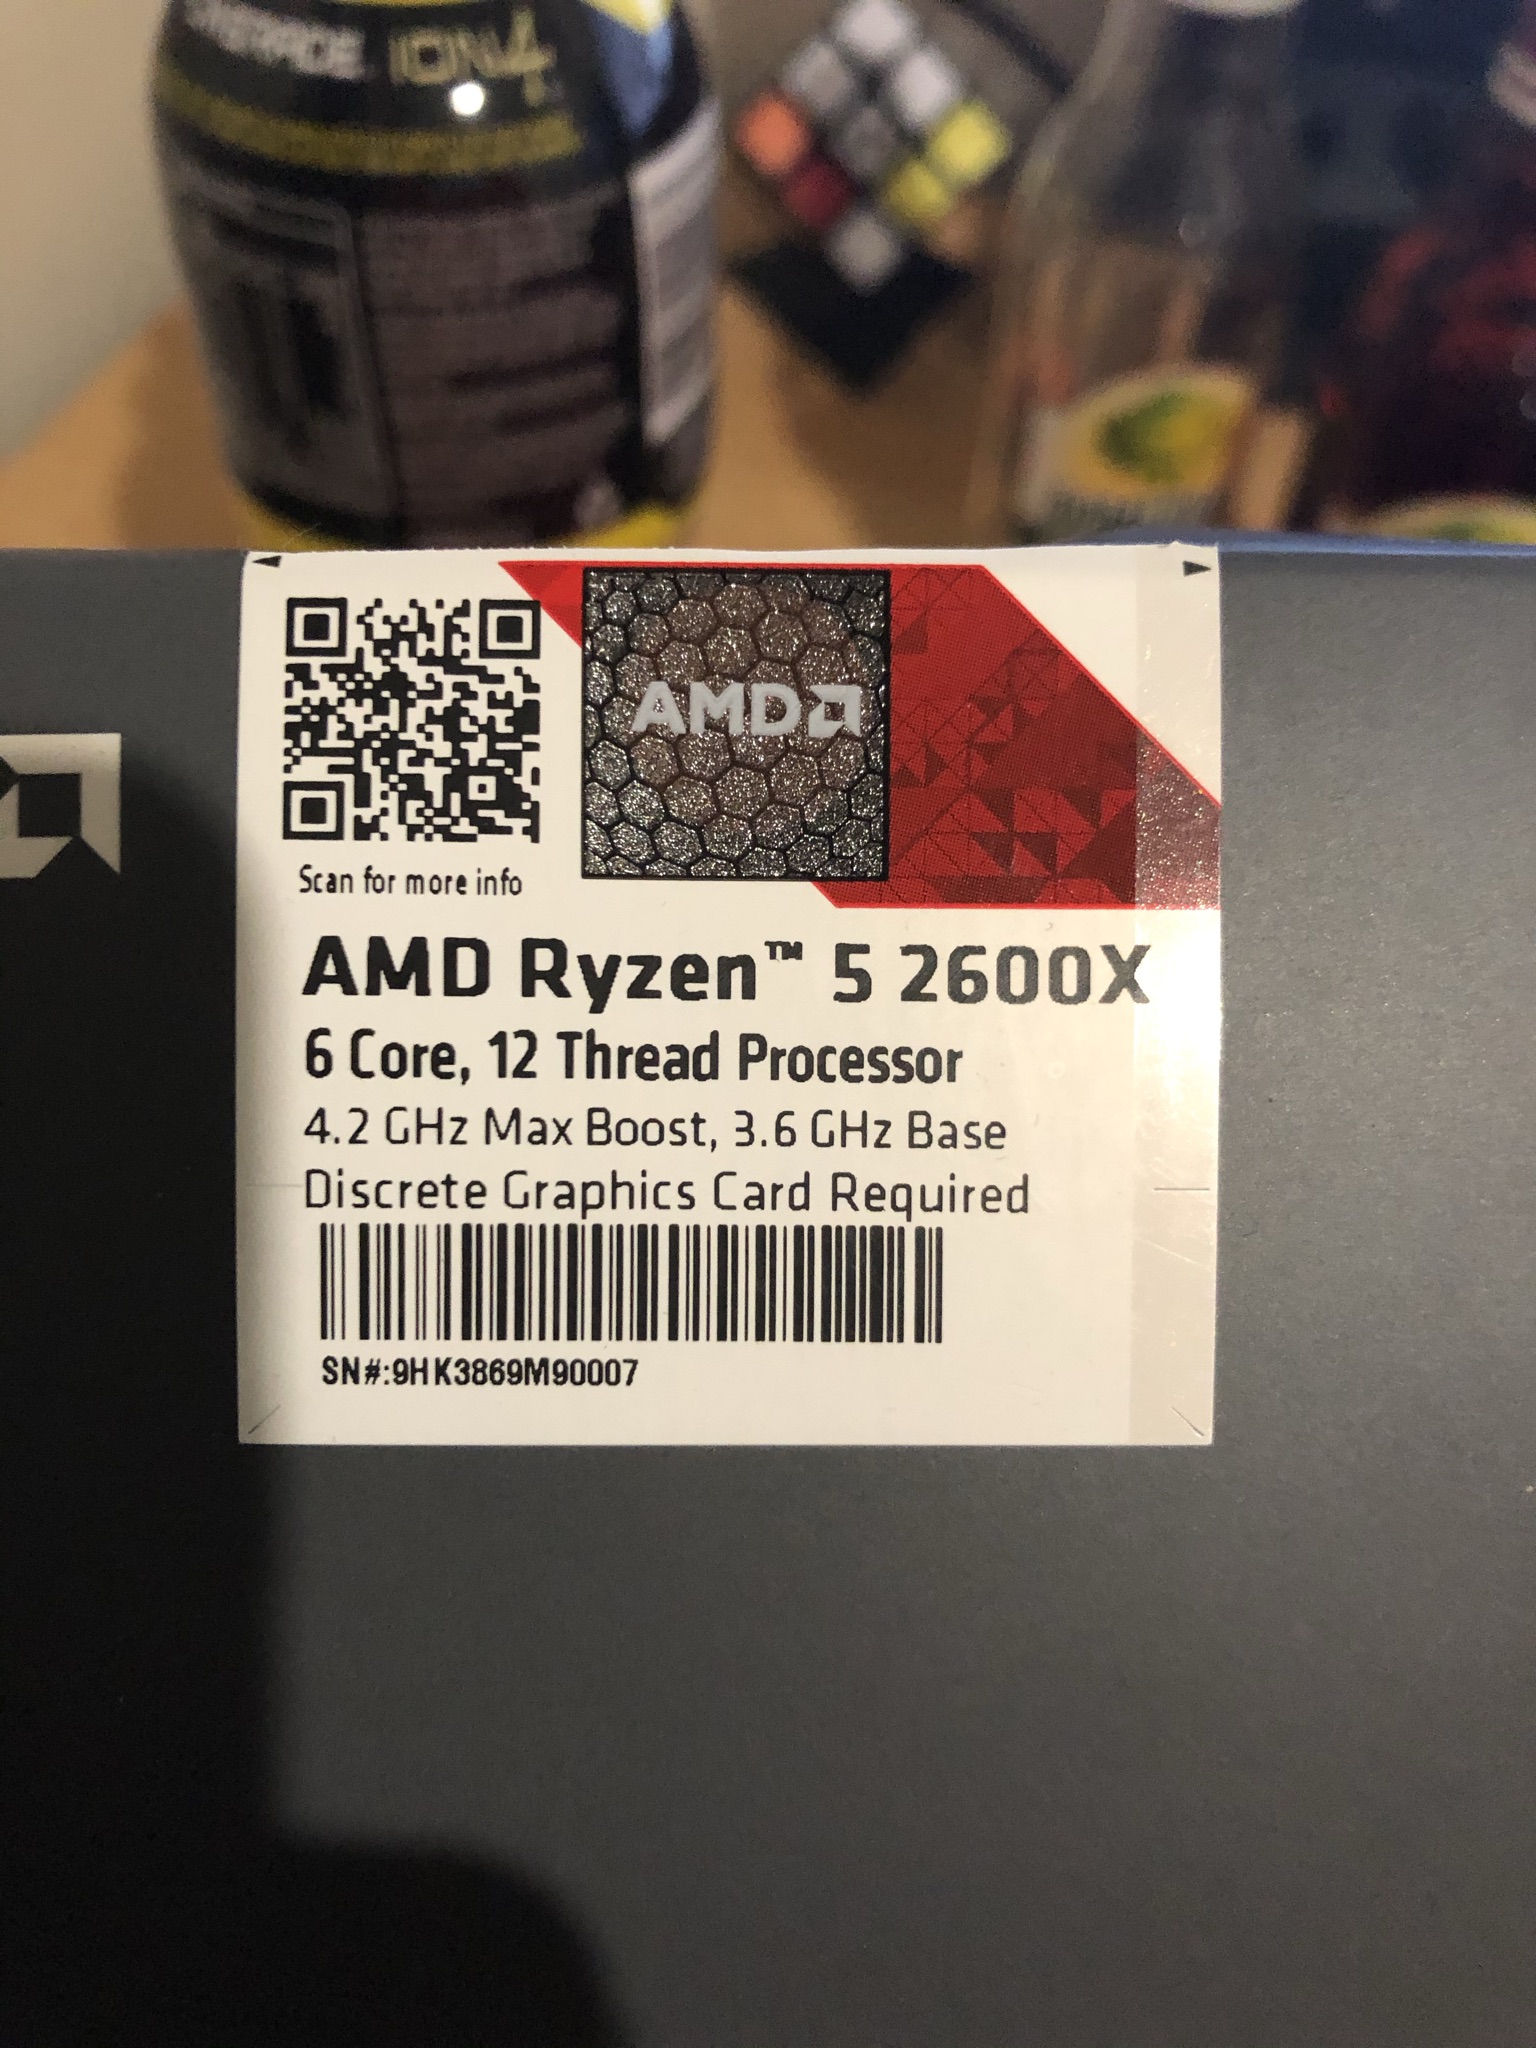 ION4
AMD
Scan for more info
AMD Ryzen™ 5 2600X
6 Core, 12 Thread Processor
4.2 GHz Max Boost, 3.6 GHz Base
Discrete Graphics Card Required
SN#:9HK3869M90007